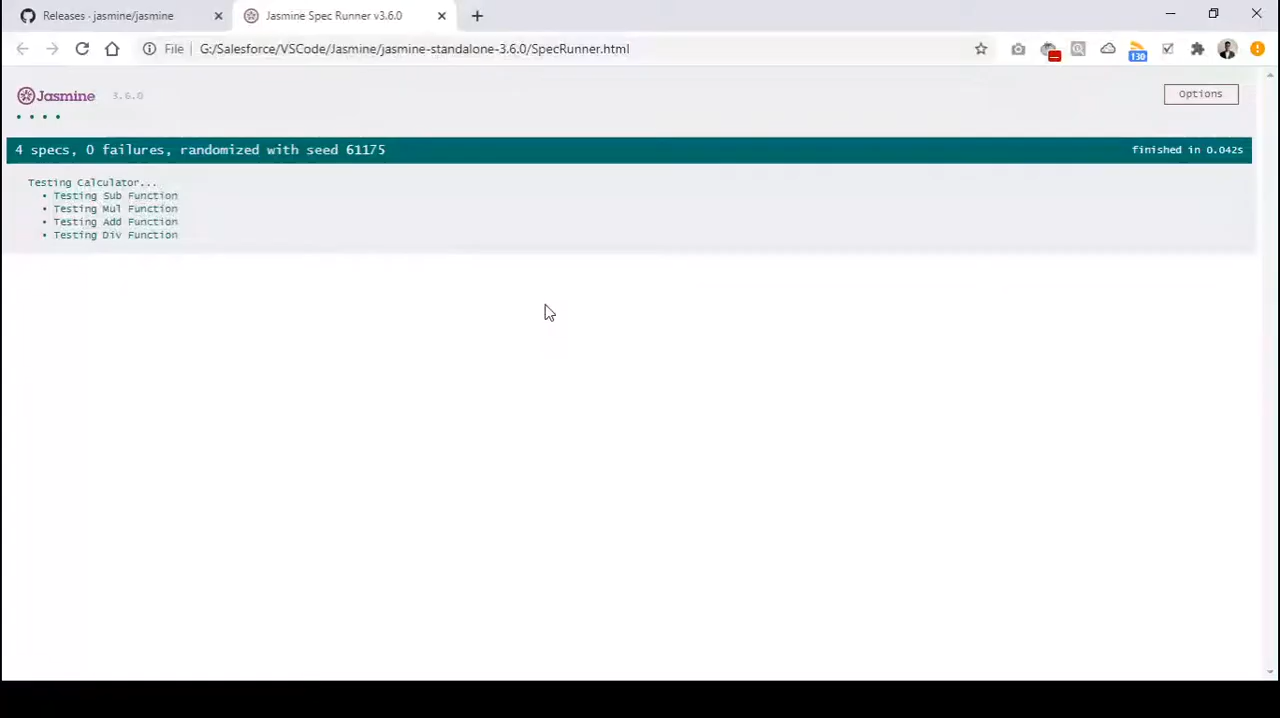 Releases · jasmine/jasmine
Jasmine Spec Runner v3.6.0
File
G:/Salesforce/VSCode/Jasmine/jasmine-standalone-3.6.0/SpecRunner.html
130
Jasmine 3.6.0
Options
4 specs, 0 failures, randomized with seed 61175
finished in 0.042s
Testing Calculator...
• Testing Sub Function
• Testing Mul Function
• Testing Add Function
• Testing Div Function